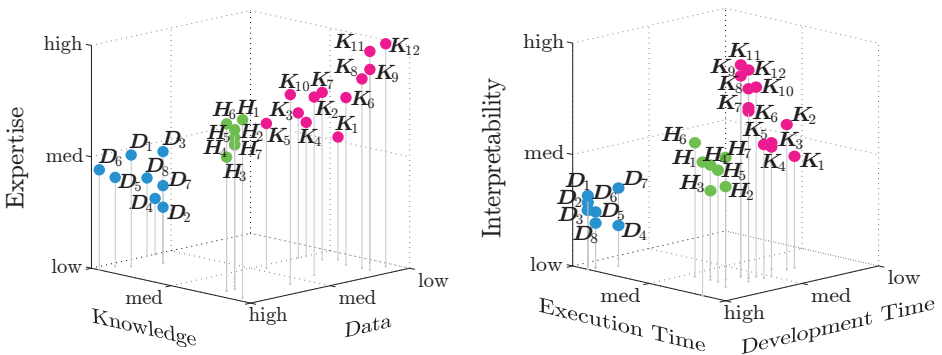 high
med
low
Expertise
med
Knowledge
high
Data
med
low
D6
D1
D3
D5
D8
D7
D4
D2
H6
H1
H5
H2
H4
H7
H3
K10
K7
K3
K2
K6
K5
K4
K1
K11
K12
K8
K9
high
med
low
Interpretability
med
Execution Time
high
Development Time
med
low
D1
D7
D2
D6
D3
D5
D8
D4
H6
H1
H4
H7
H5
H3
H2
K11
K9
K12
K8
K10
K7
K6
K2
K5
K3
K4
K1